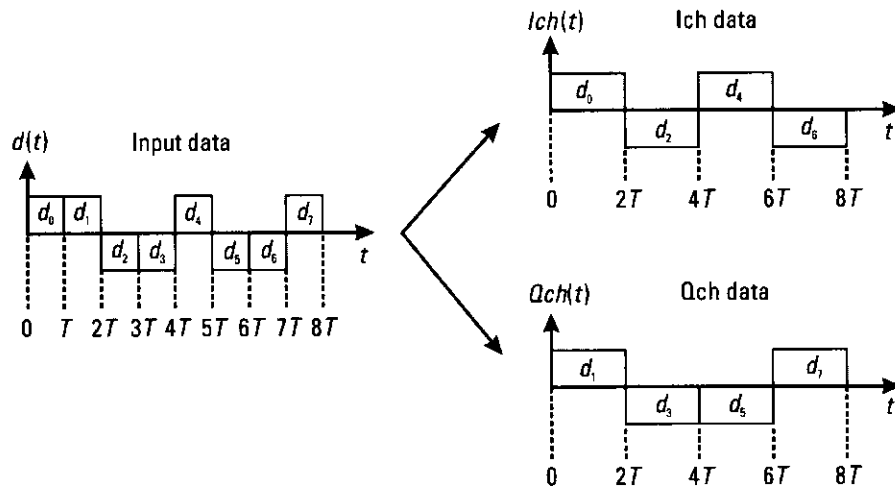 Input data
d(t)
d₀ d₁ d₂ d₃ d₄ d₅ d₆ d₇
t
0 T 2T 3T 4T 5T 6T 7T 8T
Ich(t) Ich data
d₀ d₂ d₄ d₆
t
0 2T 4T 6T 8T
Qch(t) Qch data
d₁ d₃ d₅ d₇
t
0 2T 4T 6T 8T